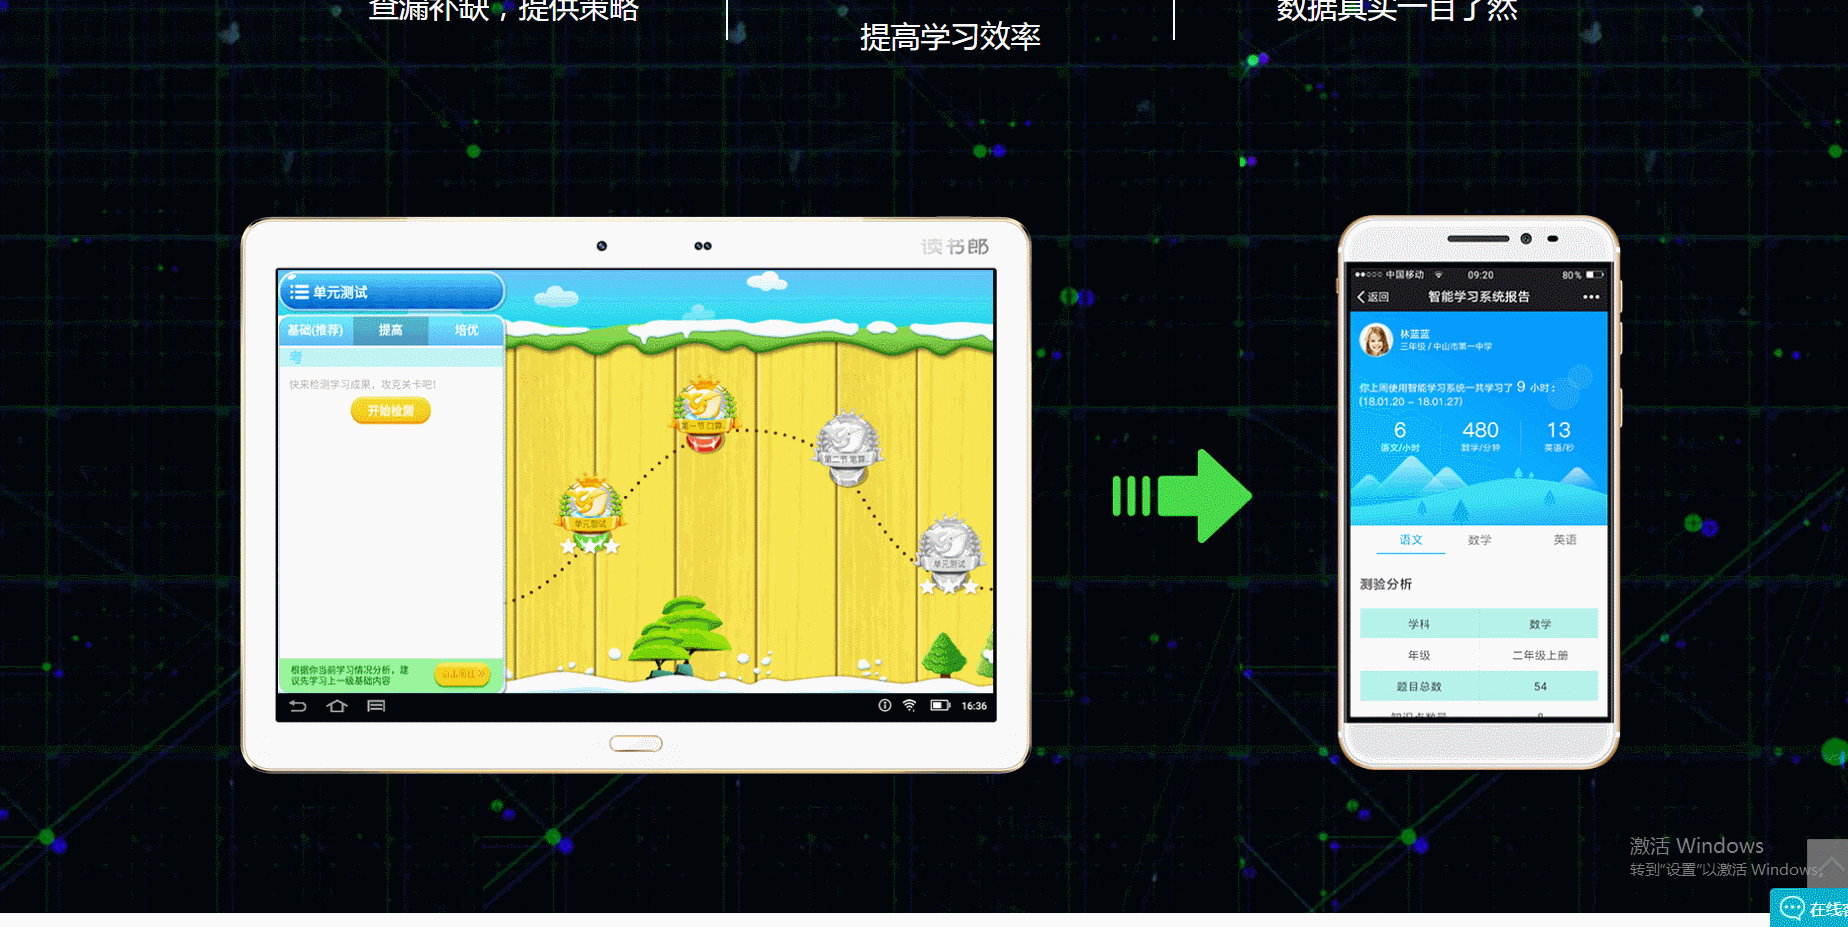 查漏补缺，提供策略
提高学习效率
数据真实一目了然
读书郎
单元测试
基础(推荐) 提高 培优
考
快来检测学习成果，攻克关卡吧!
开始检测
第一节 口算
第二节 笔算
单元测试
单元测试
根据你当前学习情况分析，建
议先学习上一级基础内容
16:36
中国移动 09:20 80%
返回 智能学习系统报告
林蓝蓝
三年级 / 中山市第一中学
你上周使用智能学习系统一共学习了 9 小时：
(18.01.20 – 18.01.27)
6 480 13
语文/小时 数学/分钟 英语/秒
语文 数学 英语
测验分析
学科 数学
年级 二年级上册
题目总数 54
激活 Windows
转到"设置"以激活 Windows。
在线